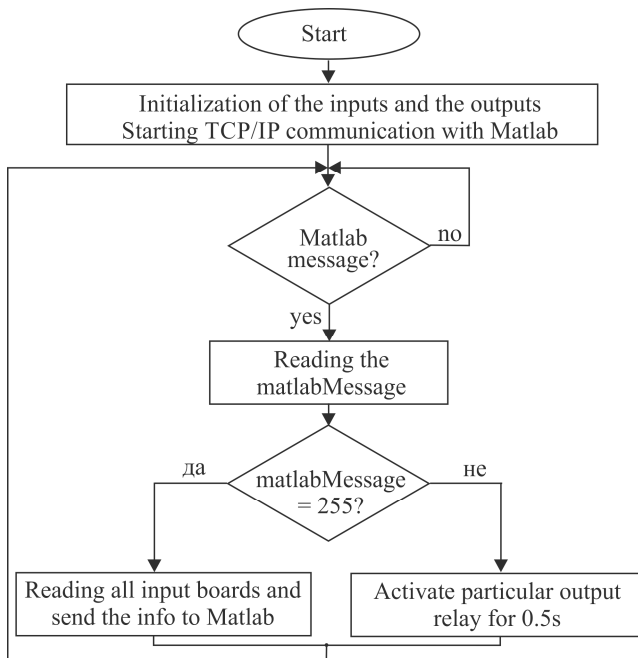 Start
Initialization of the inputs and the outputs
Starting TCP/IP communication with Matlab
Matlab
message?
no
yes
Reading the
matlabMessage
да
matlabMessage
= 255?
не
Reading all input boards and
send the info to Matlab
Activate particular output
relay for 0.5s